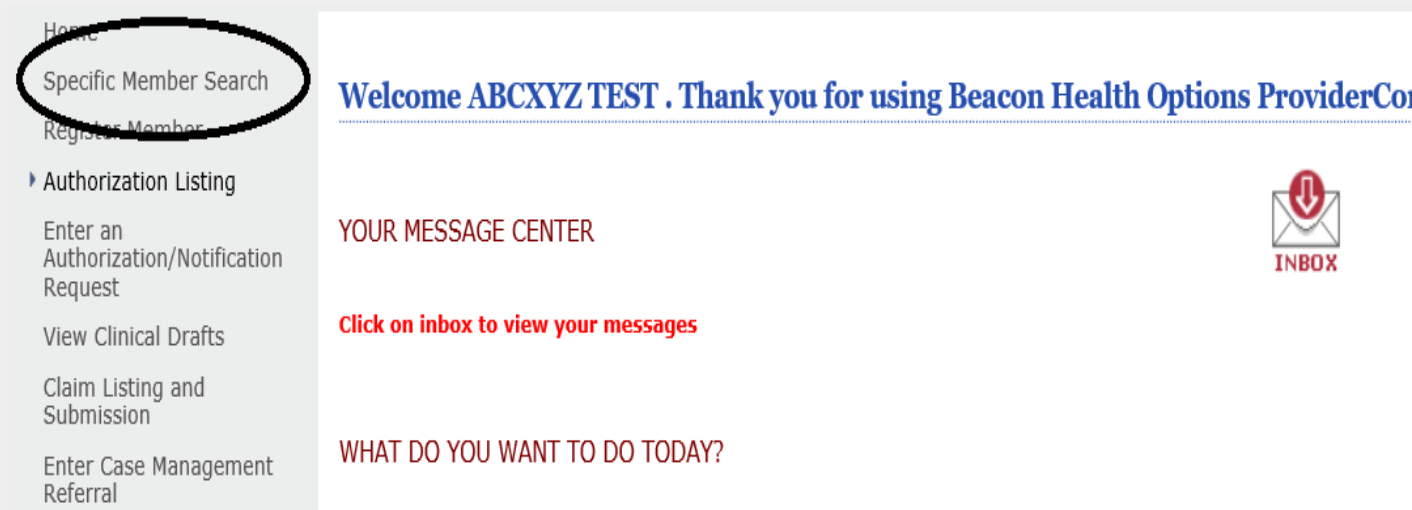 Home
Specific Member Search
Register Member
Authorization Listing
Enter an
Authorization/Notification
Request
View Clinical Drafts
Claim Listing and
Submission
Enter Case Management
Referral
Welcome ABCXYZ TEST . Thank you for using Beacon Health Options ProviderCo
YOUR MESSAGE CENTER
INBOX
Click on inbox to view your messages
WHAT DO YOU WANT TO DO TODAY?